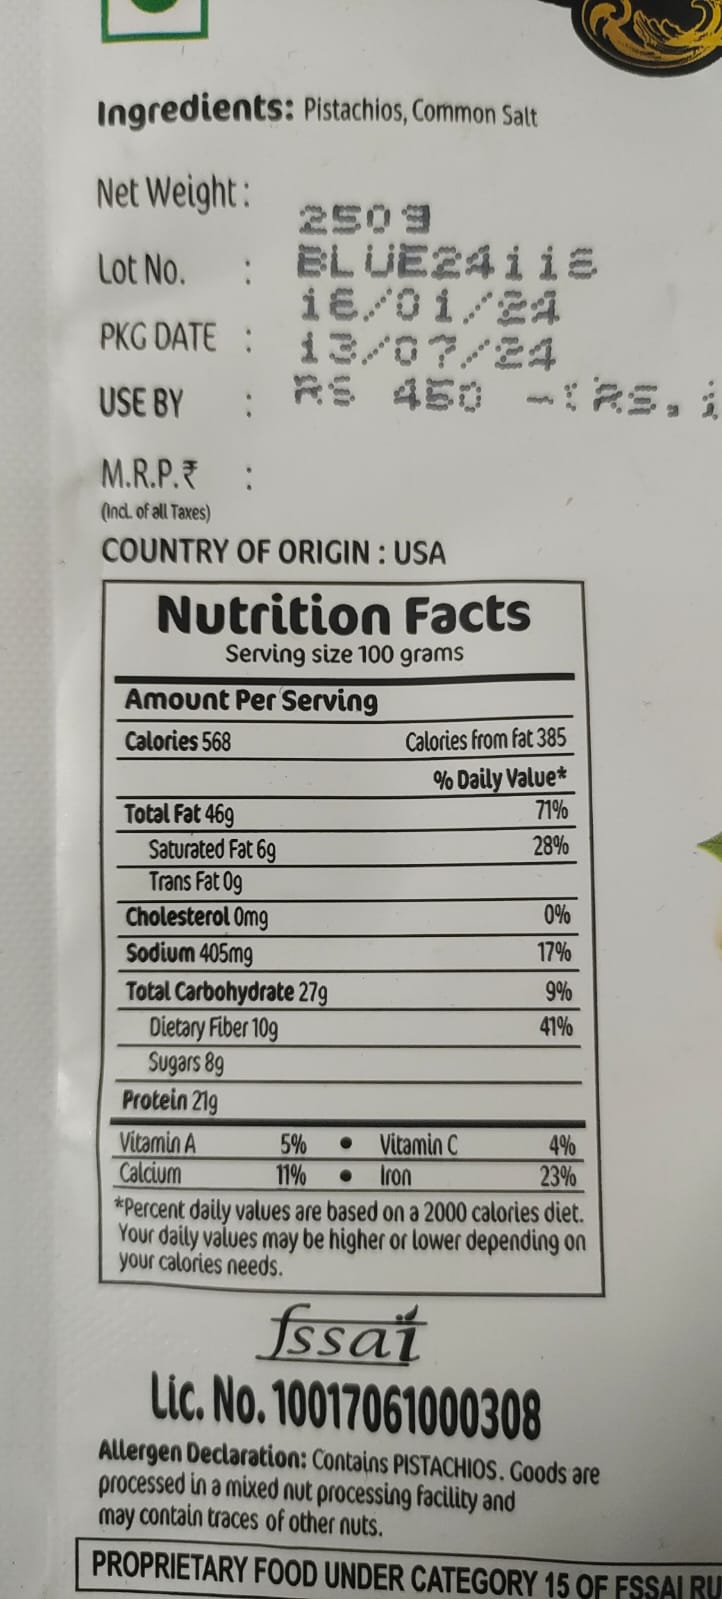 Ingredients: Pistachios, Common Salt
Net Weight : 250g
Lot No. : BLUE24116
PKG DATE : 16/01/24
USE BY : 13/07/24
M.R.P.₹ : RS 450 -(RS.
(Incl. of all Taxes)
COUNTRY OF ORIGIN : USA
Nutrition Facts
Serving size 100 grams
Amount Per Serving
Calories 568 Calories from fat 385
% Daily Value*
Total Fat 46g 71%
Saturated Fat 6g 28%
Trans Fat 0g
Cholesterol 0mg 0%
Sodium 405mg 17%
Total Carbohydrate 27g 9%
Dietary Fiber 10g 41%
Sugars 8g
Protein 21g
Vitamin A 5% • Vitamin C 4%
Calcium 11% • Iron 23%
*Percent daily values are based on a 2000 calories diet.
Your daily values may be higher or lower depending on
your calories needs.
fssai
Lic. No. 10017061000308
Allergen Declaration: Contains PISTACHIOS. Goods are
processed in a mixed nut processing facility and
may contain traces of other nuts.
PROPRIETARY FOOD UNDER CATEGORY 15 OF FSSAI RU